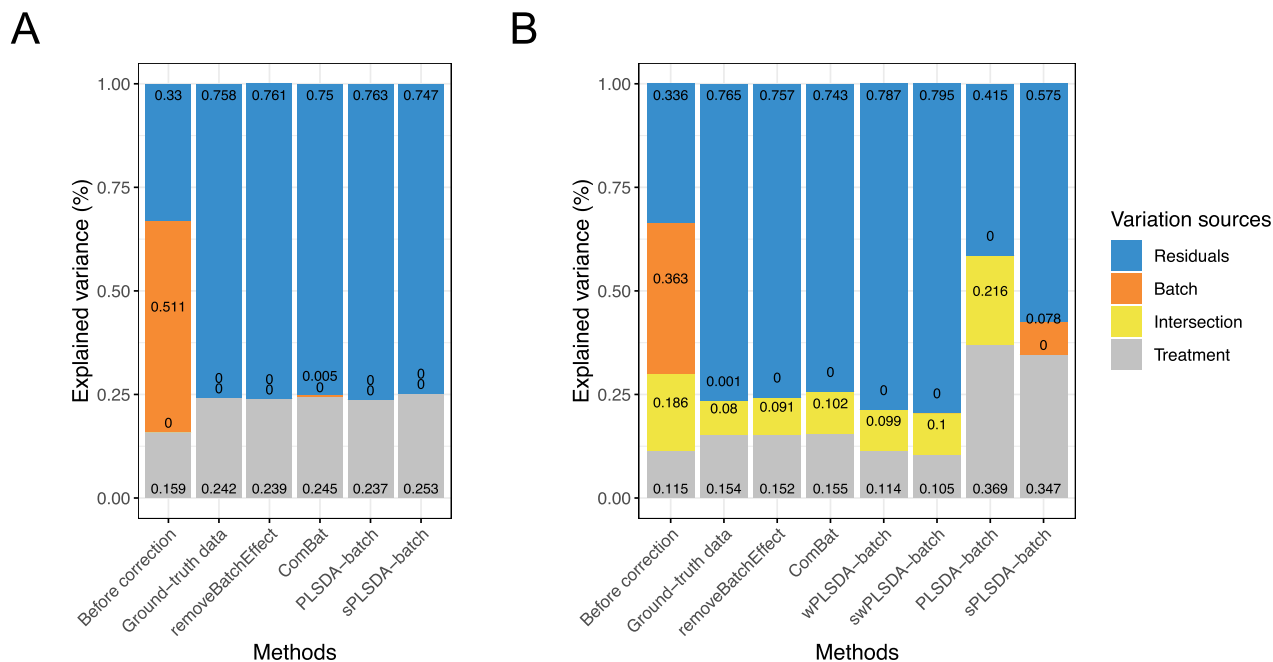 A
B
1.00
0.75
0.50
0.25
0.00
Explained variance (%)
0.33
0.758
0.761
0.75
0.763
0.747
0.511
0
0
0
0
0
0.005
0
0
0
0
0
0.159
0.242
0.239
0.245
0.237
0.253
Before correction
Ground−truth data
removeBatchEffect
ComBat
PLSDA−batch
sPLSDA−batch
Methods
1.00
0.75
0.50
0.25
0.00
Explained variance (%)
0.336
0.765
0.757
0.743
0.787
0.795
0.415
0.575
0.363
0.001
0
0
0
0
0
0.078
0.186
0.08
0.091
0.102
0.099
0.1
0.216
0
0.115
0.154
0.152
0.155
0.114
0.105
0.369
0.347
Before correction
Ground−truth data
removeBatchEffect
ComBat
wPLSDA−batch
swPLSDA−batch
PLSDA−batch
sPLSDA−batch
Methods
Variation sources
Residuals
Batch
Intersection
Treatment